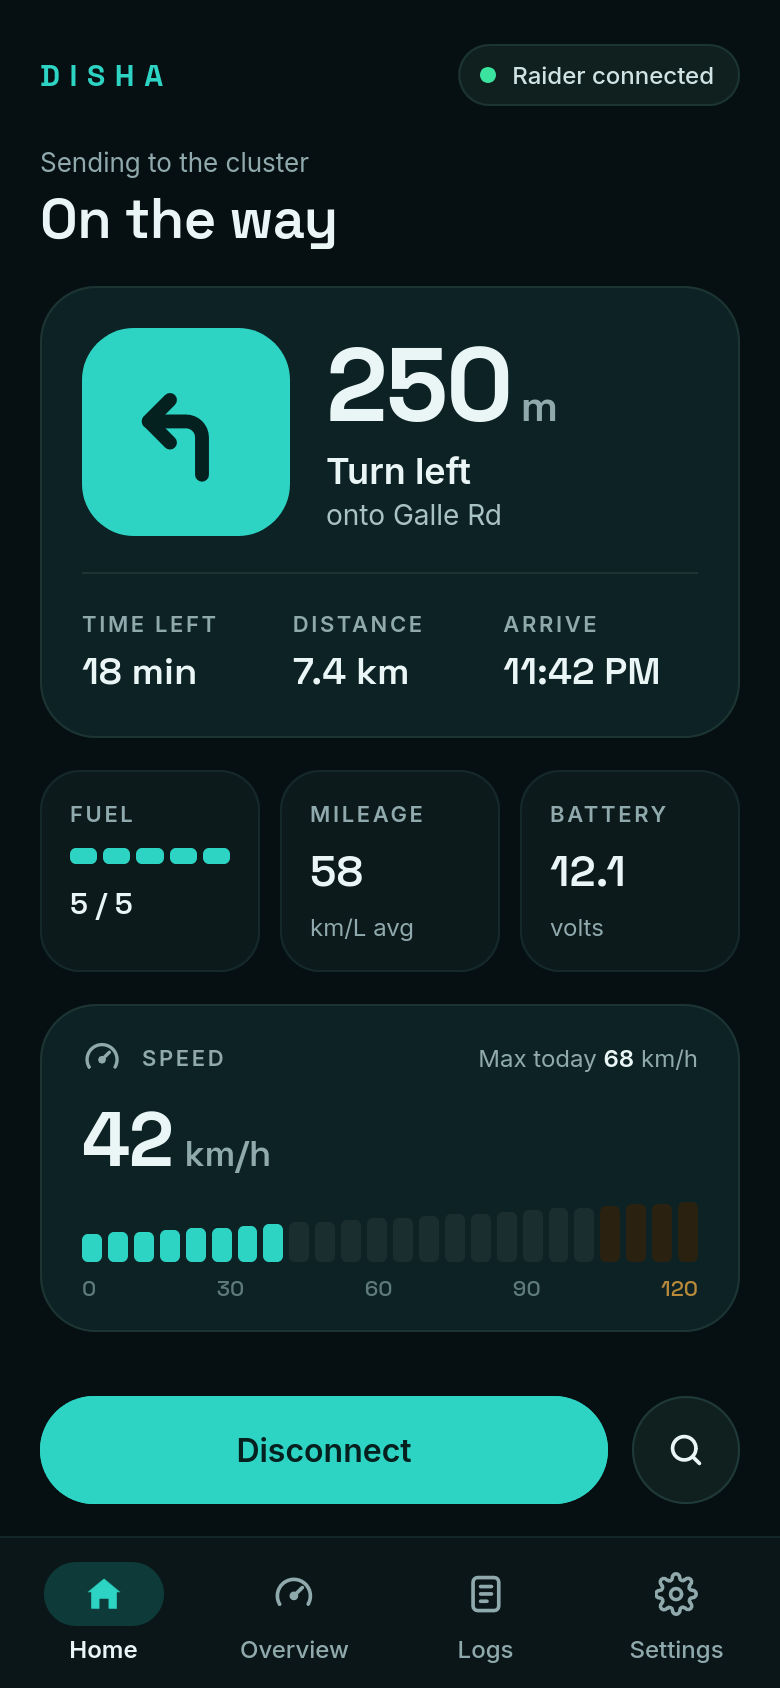 DISHA
Raider connected
Sending to the cluster
On the way
250 m
Turn left
onto Galle Rd
TIME LEFT DISTANCE ARRIVE
18 min 7.4 km 11:42 PM
FUEL MILEAGE BATTERY
5 / 5 58 12.1
km/L avg volts
SPEED Max today 68 km/h
42 km/h
0 30 60 90 120
Disconnect
Home Overview Logs Settings